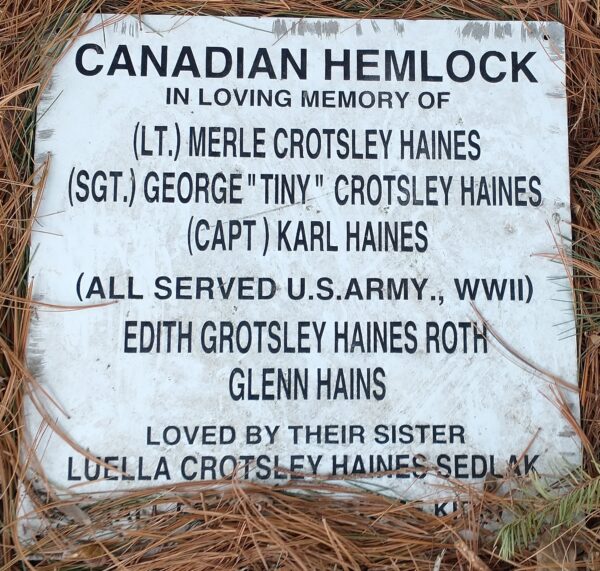 CANADIAN HEMLOCK
IN LOVING MEMORY OF
(LT.) MERLE CROTSLEY HAINES
(SGT.) GEORGE "TINY" CROTSLEY HAINES
(CAPT) KARL HAINES
(ALL SERVED U.S.ARMY., WWII)
EDITH GROTSLEY HAINES ROTH
GLENN HAINS
LOVED BY THEIR SISTER
LUELLA CROTSLEY HAINES SEDLAK